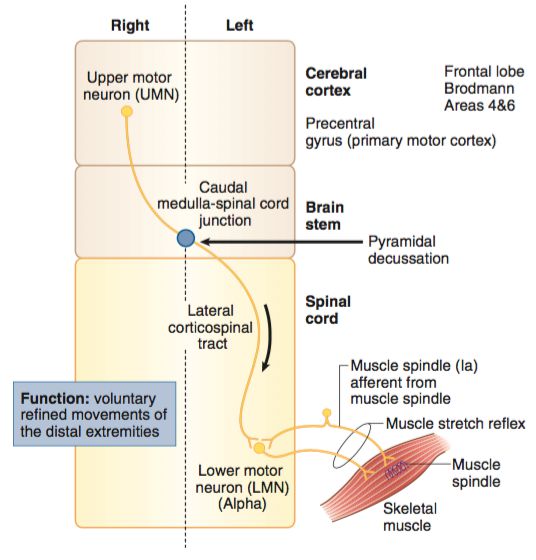 Right
Left
Upper motor
neuron (UMN)
Cerebral
cortex
Frontal lobe
Brodmann
Areas 4&6
Precentral
gyrus (primary motor cortex)
Caudal
medulla-spinal cord
junction
Brain
stem
Pyramidal
decussation
Spinal
cord
Lateral
corticospinal
tract
Function: voluntary
refined movements of
the distal extremities
Muscle spindle (Ia)
afferent from
muscle spindle
Muscle stretch reflex
Lower motor
neuron (LMN)
(Alpha)
Muscle
spindle
Skeletal
muscle